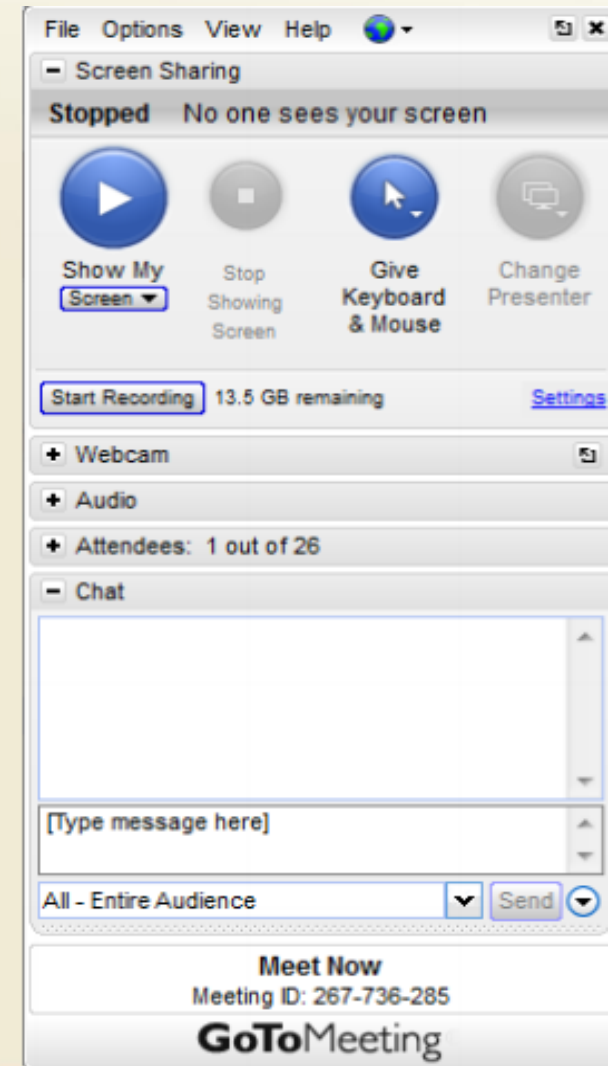 File Options View Help
Screen Sharing
Stopped No one sees your screen
Show My
Screen
Stop
Showing
Screen
Give
Keyboard
& Mouse
Change
Presenter
Start Recording 13.5 GB remaining Settings
Webcam
Audio
Attendees: 1 out of 26
Chat
[Type message here]
All - Entire Audience Send
Meet Now
Meeting ID: 267-736-285
GoToMeeting